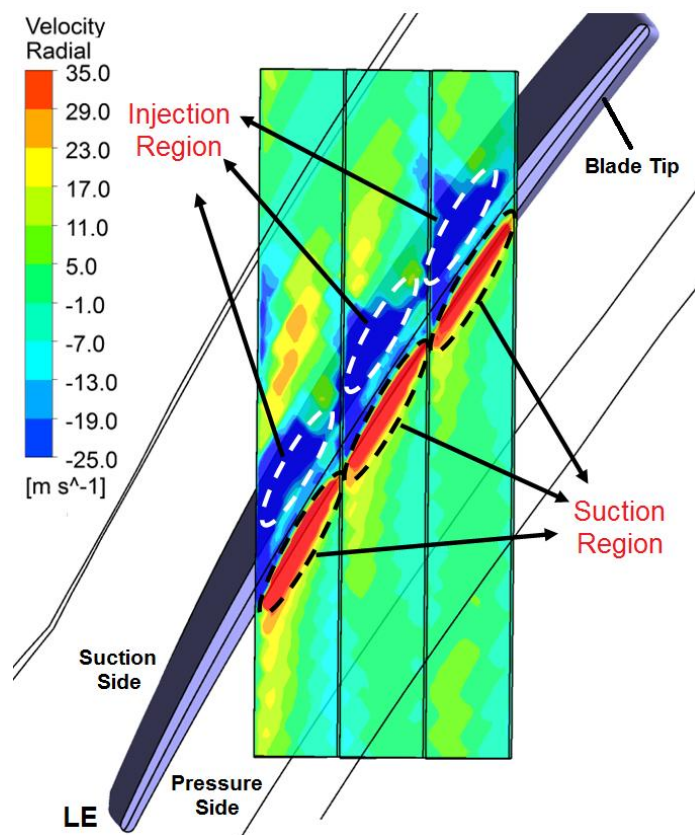 Velocity
Radial
35.0
29.0
23.0
17.0
11.0
5.0
-1.0
-7.0
-13.0
-19.0
-25.0
[m s^-1]
Injection
Region
Blade Tip
Suction
Region
Suction
Side
Pressure
Side
LE